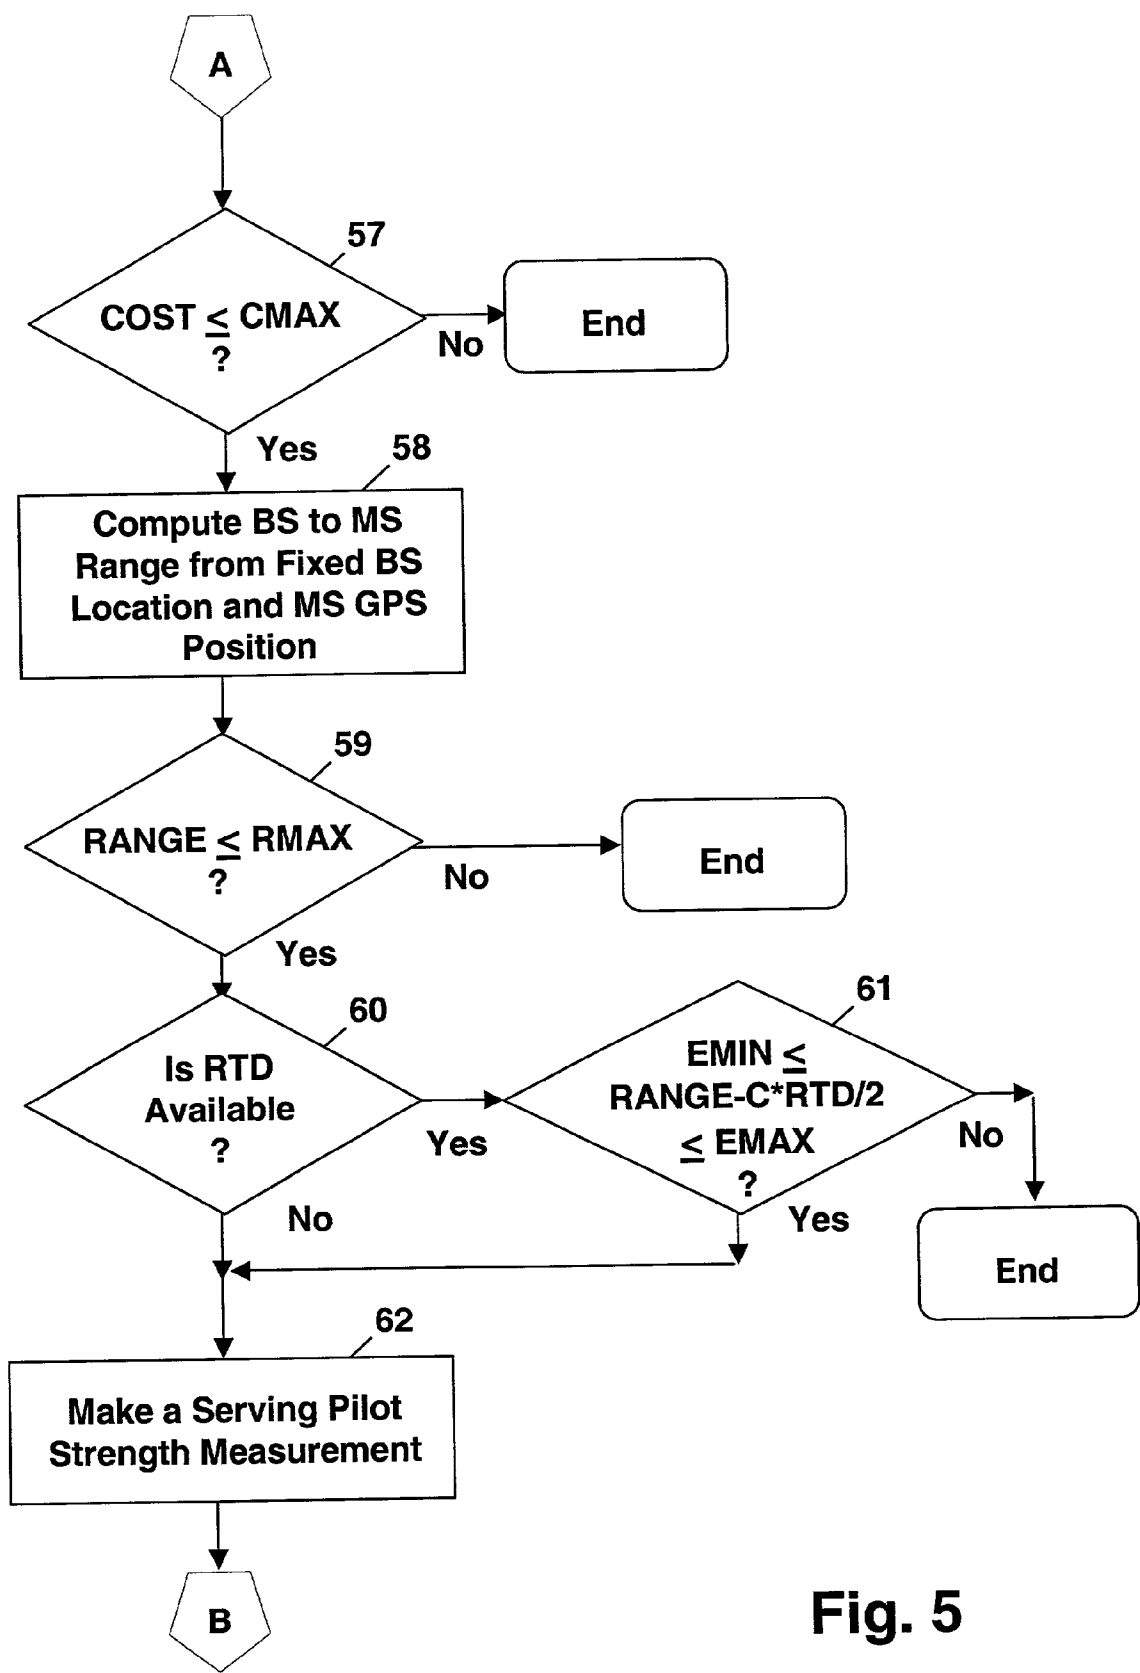 A
57
COST ≤ CMAX
?
No
End
Yes
58
Compute BS to MS
Range from Fixed BS
Location and MS GPS
Position
59
RANGE ≤ RMAX
?
No
End
Yes
60
Is RTD
Available
?
Yes
61
EMIN ≤
RANGE-C*RTD/2
≤ EMAX
?
No
Yes
End
No
62
Make a Serving Pilot
Strength Measurement
B
Fig. 5